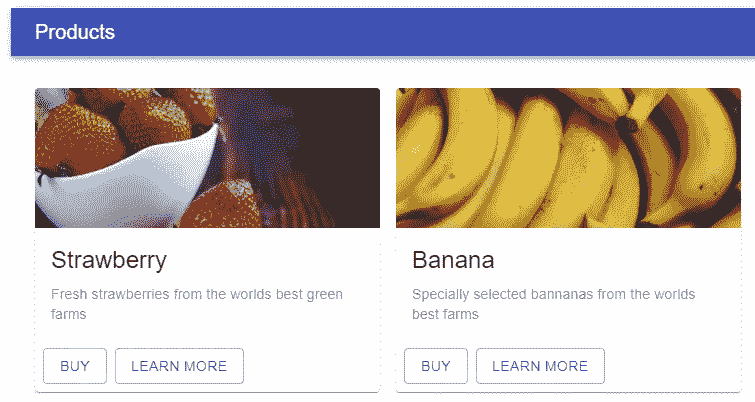 Products
Strawberry
Fresh strawberries from the worlds best green
farms
BUY
LEARN MORE
Banana
Specially selected bannanas from the worlds
best farms
BUY
LEARN MORE